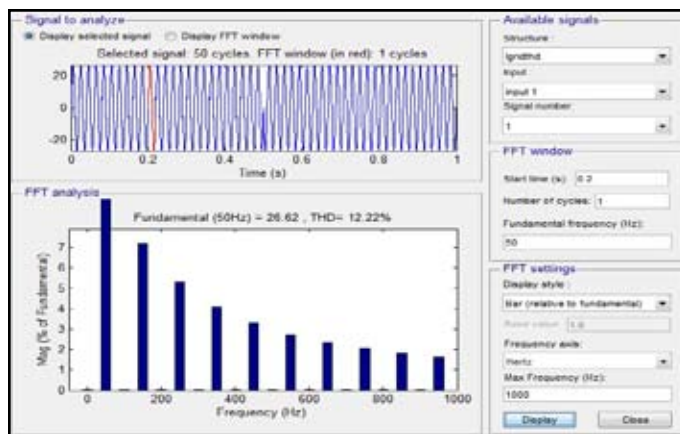 Signal to analyze
Display selected signal
Display FFT window
Selected signal: 50 cycles. FFT window (in red): 1 cycles
20
0
-20
0
0.2
0.4
0.6
0.8
1
Time (s)
FFT analysis
Fundamental (50Hz) = 26.62 , THD= 12.22%
7
6
5
4
3
2
1
0
Mag (% of Fundamental)
0
200
400
600
800
1000
Frequency (Hz)
Available signals
Structure :
Input :
input 1
Signal number:
1
FFT window
Start time (s): 0.2
Number of cycles: 1
Fundamental frequency (Hz):
50
FFT settings
Display style :
Bar (relative to fundamental)
Base value: 1.0
Frequency axis:
Hertz
Max Frequency (Hz):
1000
Display
Close